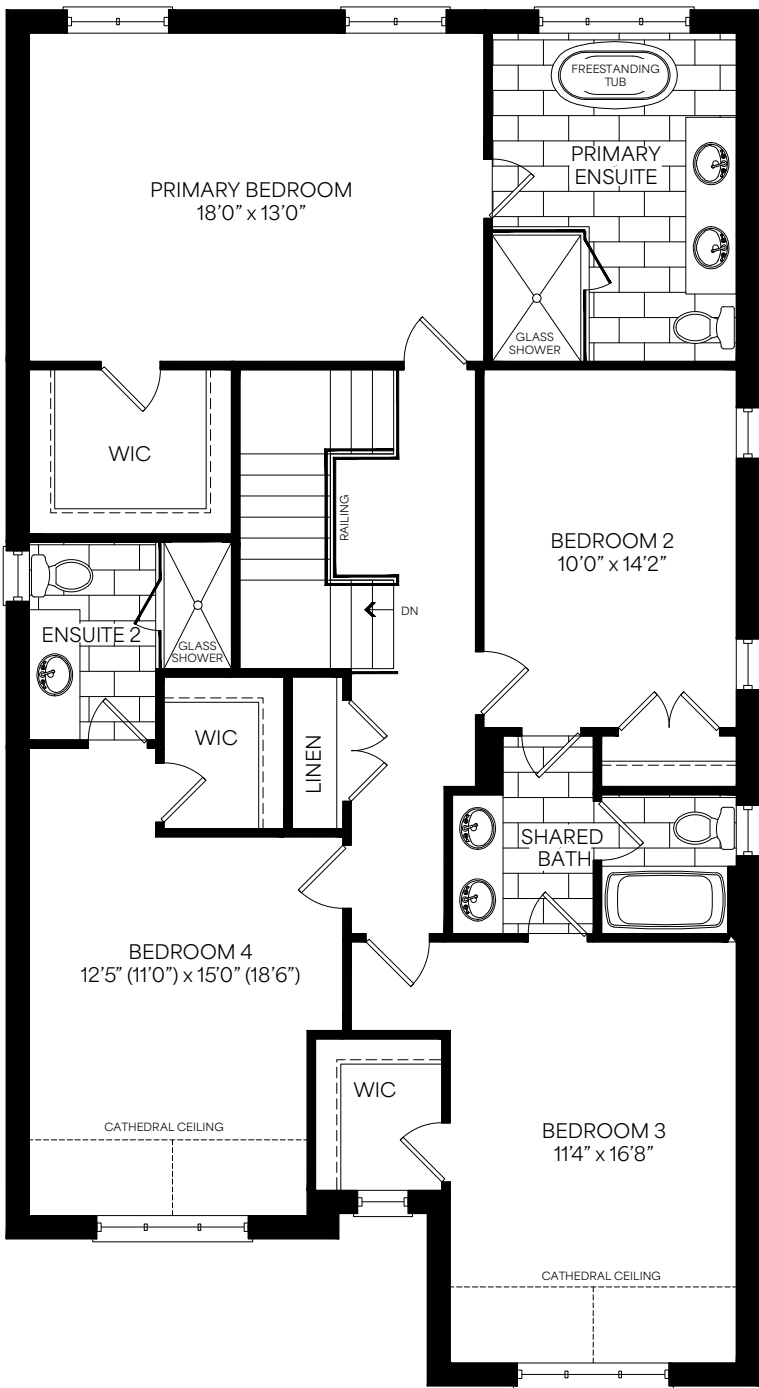 FREESTANDING
TUB
PRIMARY
ENSUITE
PRIMARY BEDROOM
18’0” x 13’0”
GLASS
SHOWER
WIC
RAILING
BEDROOM 2
10’0” x 14’2”
DN
ENSUITE 2
GLASS
SHOWER
WIC
LINEN
SHARED
BATH
BEDROOM 4
12’5” (11’0”) x 15’0” (18’6”)
WIC
CATHEDRAL CEILING
BEDROOM 3
11’4” x 16’8”
CATHEDRAL CEILING